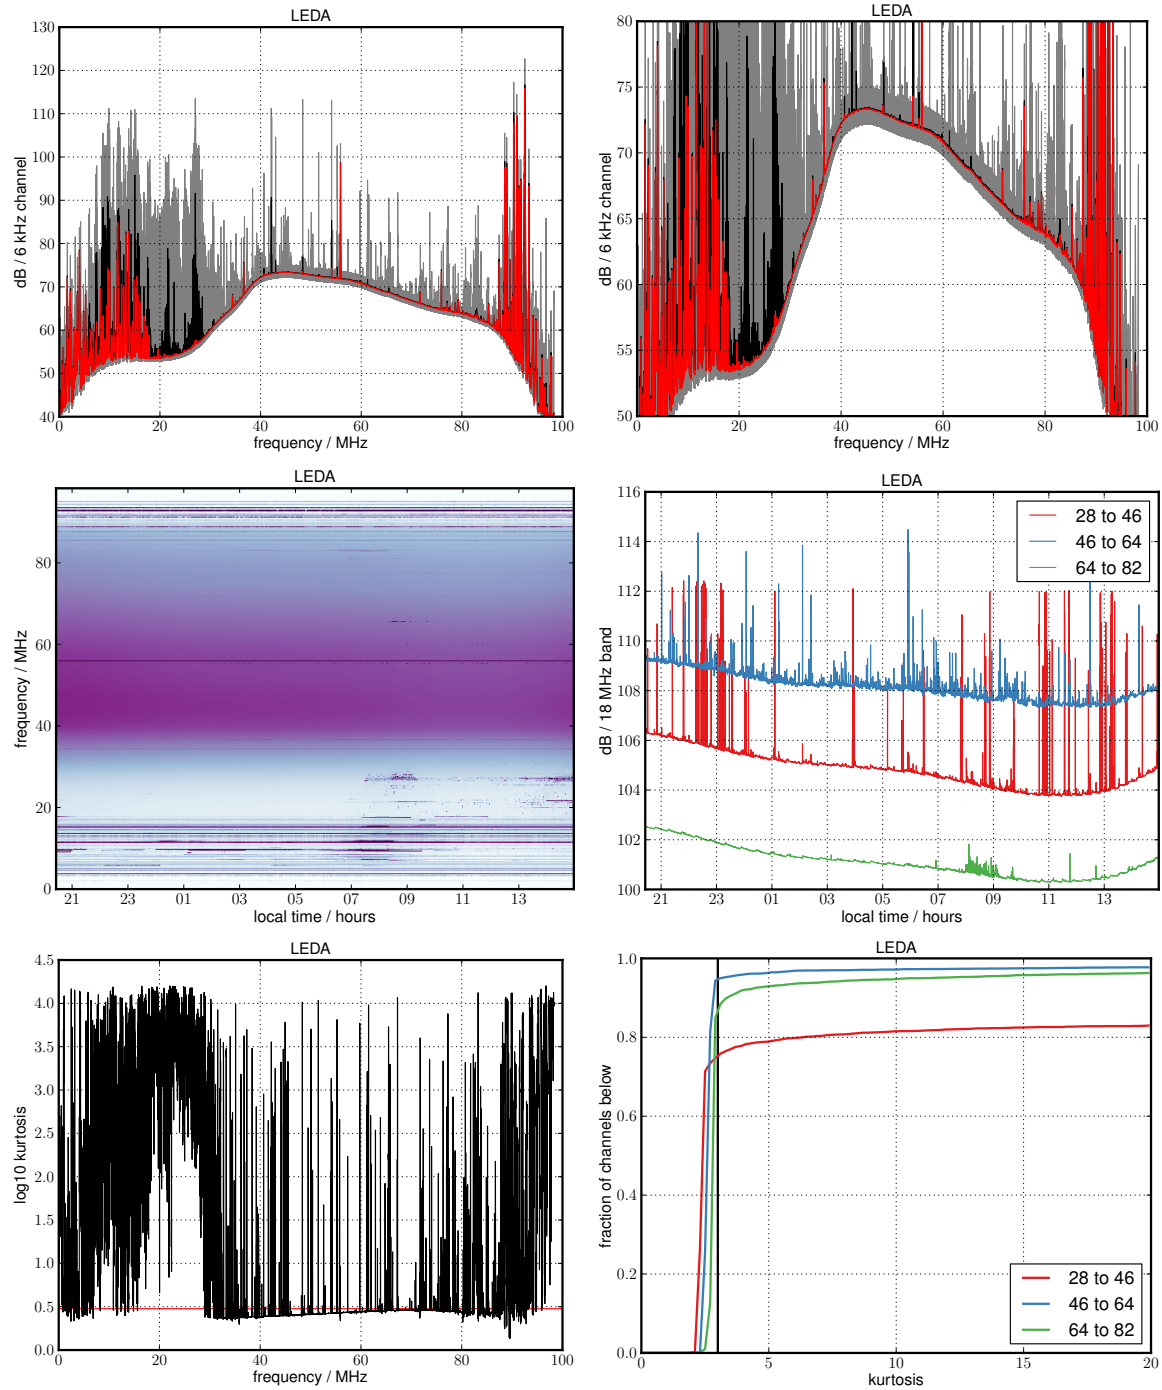 LEDA
130
120
110
100
90
80
70
60
50
40
dB / 6 kHz channel
0 20 40 60 80 100
frequency / MHz
LEDA
80
75
70
65
60
55
50
dB / 6 kHz channel
0 20 40 60 80 100
frequency / MHz
LEDA
80
60
40
20
0
frequency / MHz
21 23 01 03 05 07 09 11 13
local time / hours
LEDA
116
114
112
110
108
106
104
102
100
dB / 18 MHz band
28 to 46
46 to 64
64 to 82
21 23 01 03 05 07 09 11 13
local time / hours
LEDA
4.5
4.0
3.5
3.0
2.5
2.0
1.5
1.0
0.5
0.0
log10 kurtosis
0 20 40 60 80 100
frequency / MHz
LEDA
1.0
0.8
0.6
0.4
0.2
0.0
fraction of channels below
28 to 46
46 to 64
64 to 82
0 5 10 15 20
kurtosis